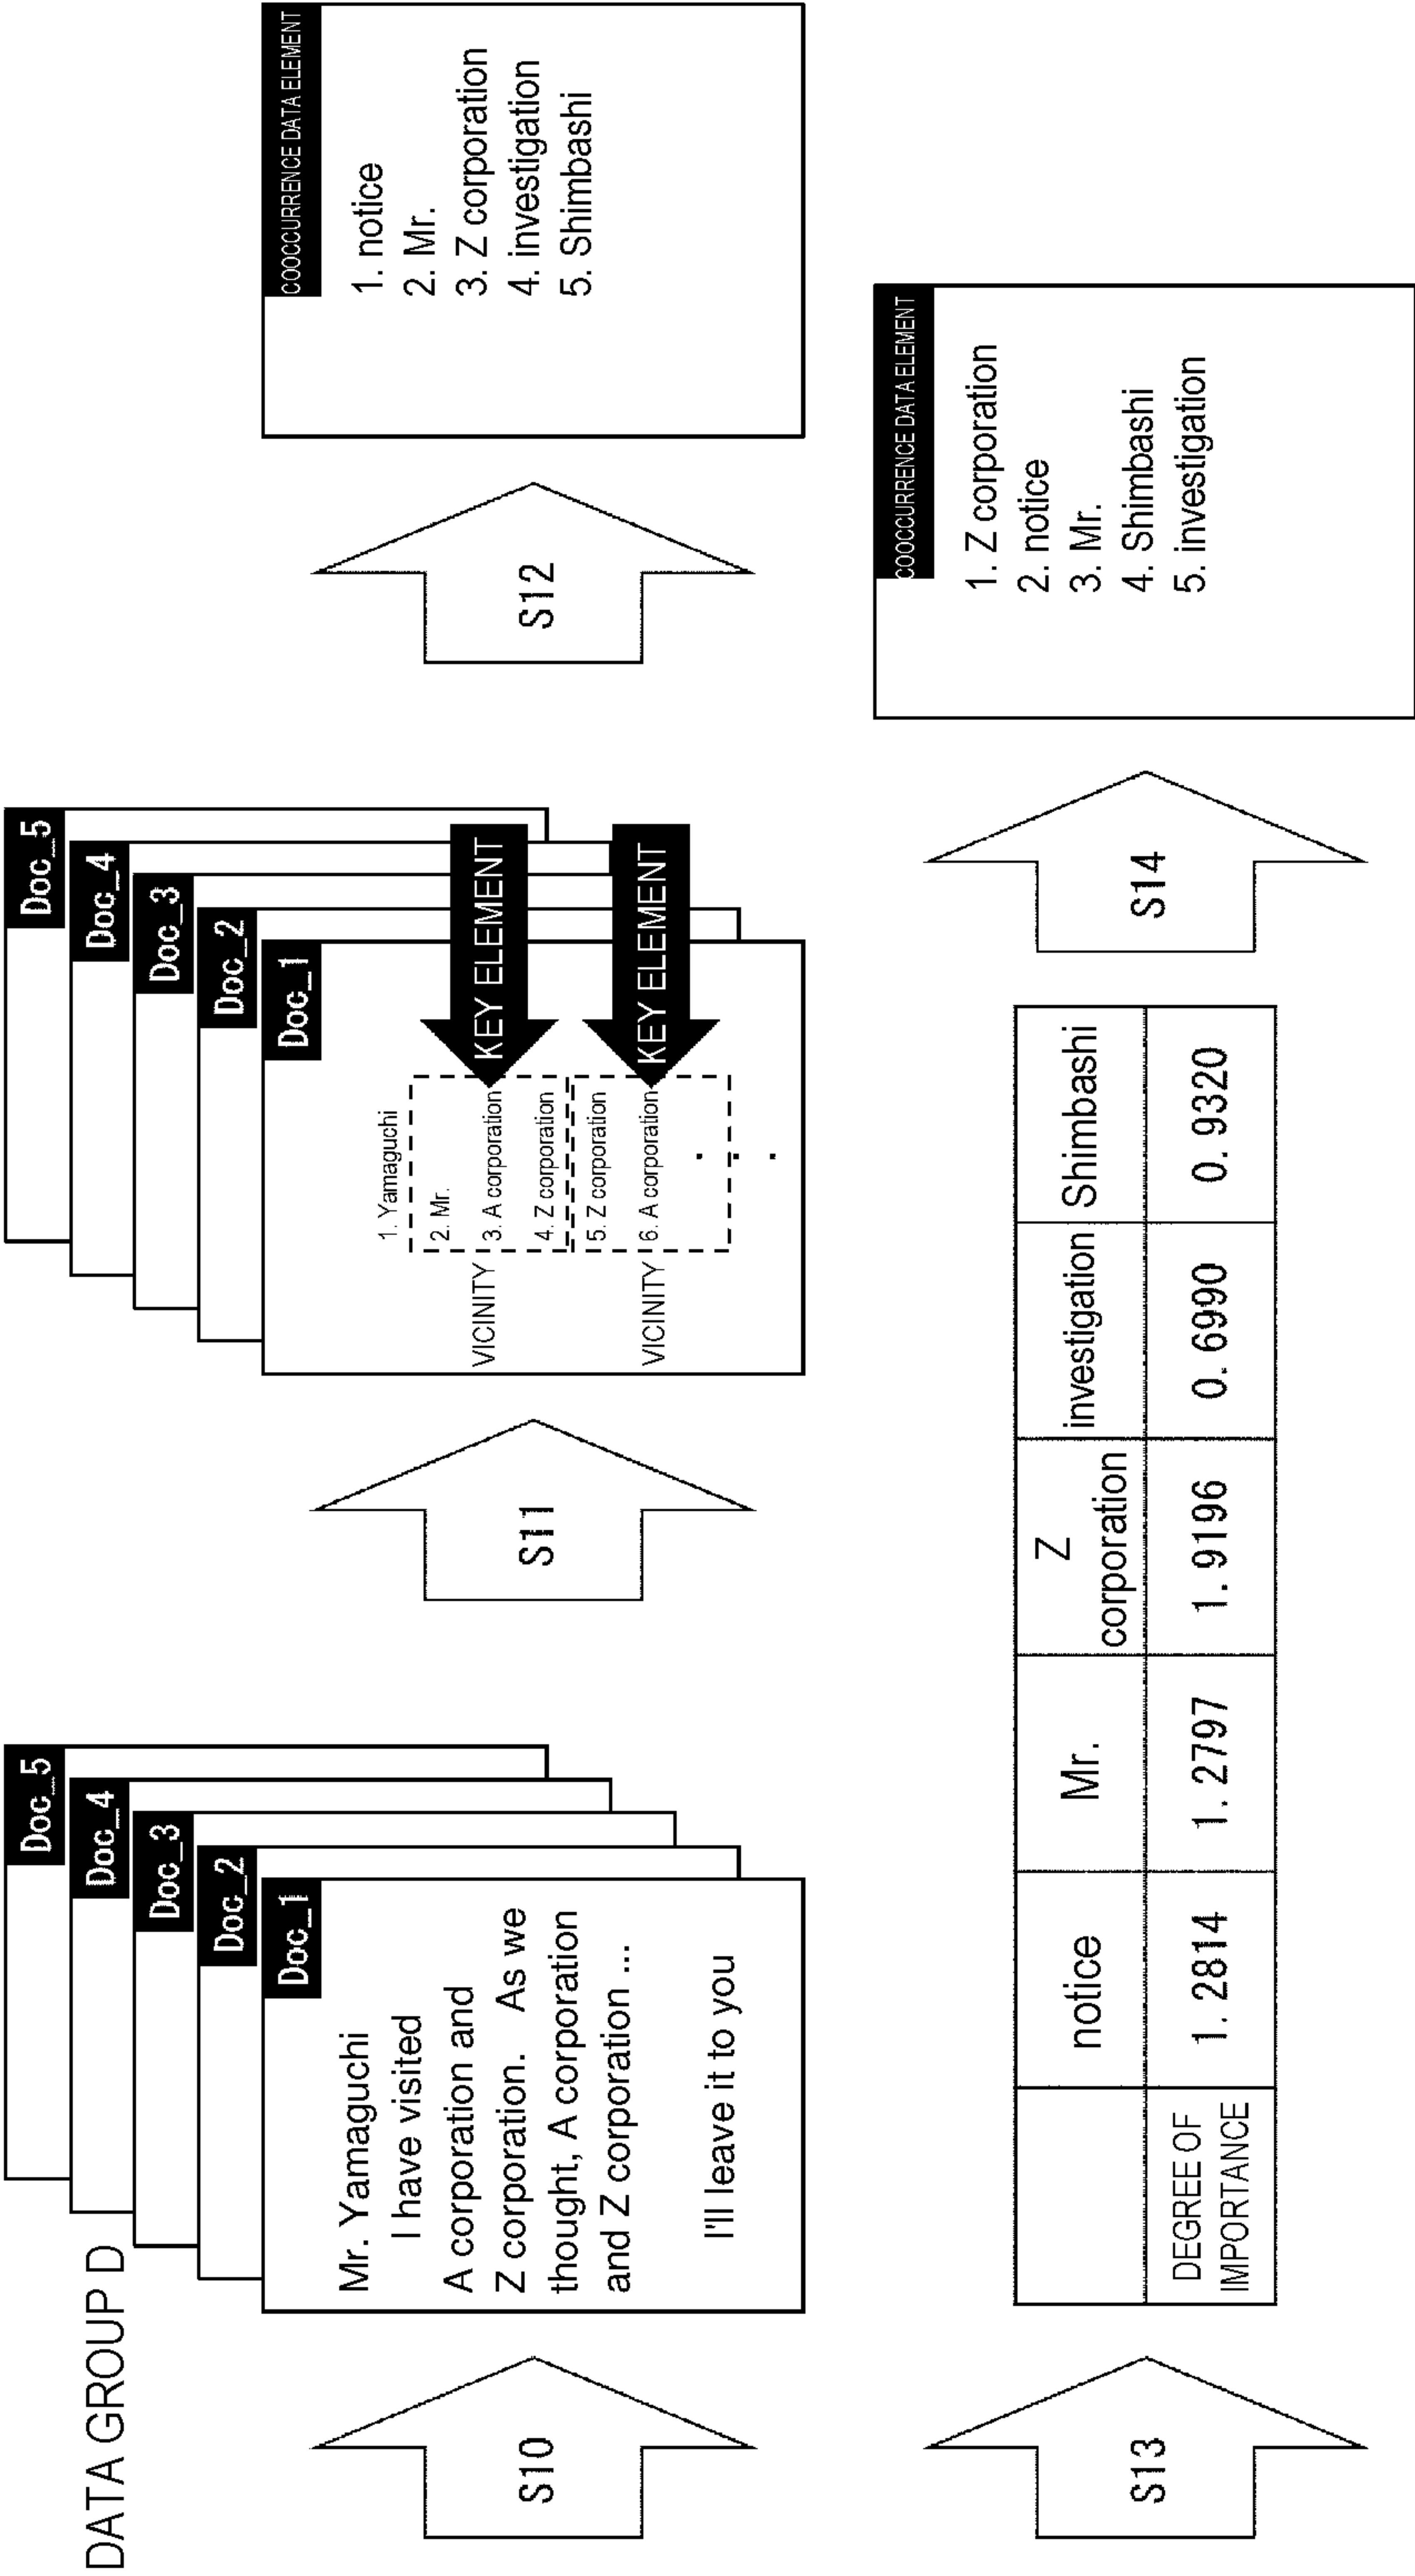 DATA GROUP D
S10
Doc_5
Doc_4
Doc_3
Doc_2
Doc_1
Mr. Yamaguchi
I have visited
A corporation and
Z corporation. As we
thought, A corporation
and Z corporation ...
I'll leave it to you
S11
Doc_5
Doc_4
Doc_3
Doc_2
Doc_1
1. Yamaguchi
2. Mr.
VICINITY
3. A corporation
KEY ELEMENT
4. Z corporation
5. Z corporation
VICINITY
6. A corporation
KEY ELEMENT
. . .
S12
COOCCURRENCE DATA ELEMENT
1. notice
2. Mr.
3. Z corporation
4. investigation
5. Shimbashi
S13
notice Mr. Z corporation investigation Shimbashi
DEGREE OF IMPORTANCE 1.2814 1.2797 1.9196 0.6990 0.9320
S14
COOCCURRENCE DATA ELEMENT
1. Z corporation
2. notice
3. Mr.
4. Shimbashi
5. investigation